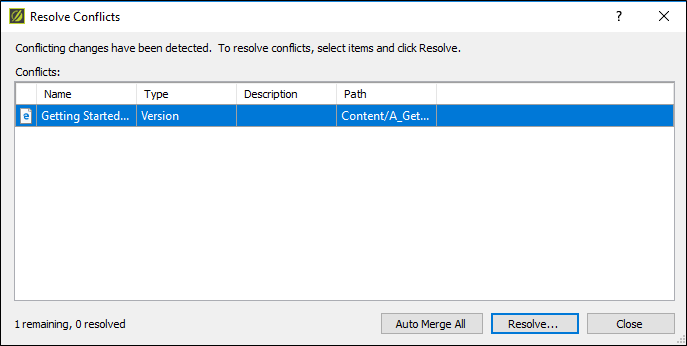 Resolve Conflicts
?
Conflicting changes have been detected. To resolve conflicts, select items and click Resolve.
Conflicts:
Name Type Description Path
Getting Started... Version Content/A_Get...
1 remaining, 0 resolved Auto Merge All Resolve... Close